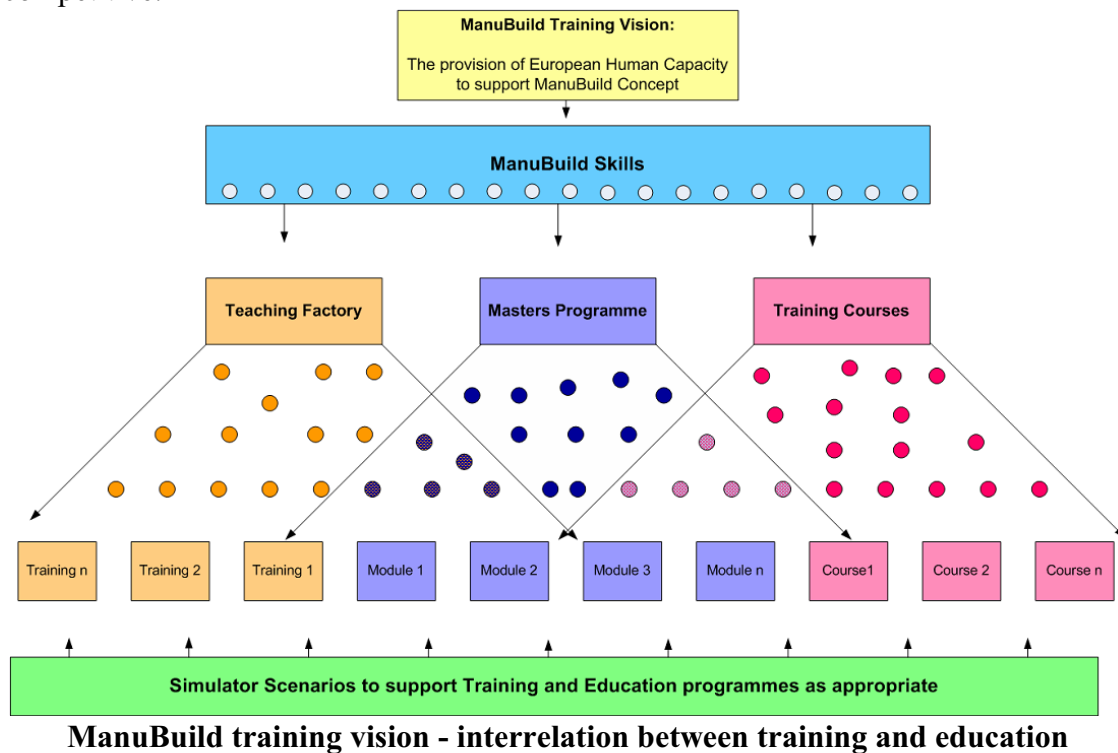 ManuBuild Training Vision:
The provision of European Human Capacity
to support ManuBuild Concept
ManuBuild Skills
Teaching Factory
Masters Programme
Training Courses
Training n
Training 2
Training 1
Module 1
Module 2
Module 3
Module n
Course1
Course 2
Course n
Simulator Scenarios to support Training and Education programmes as appropriate
ManuBuild training vision - interrelation between training and education